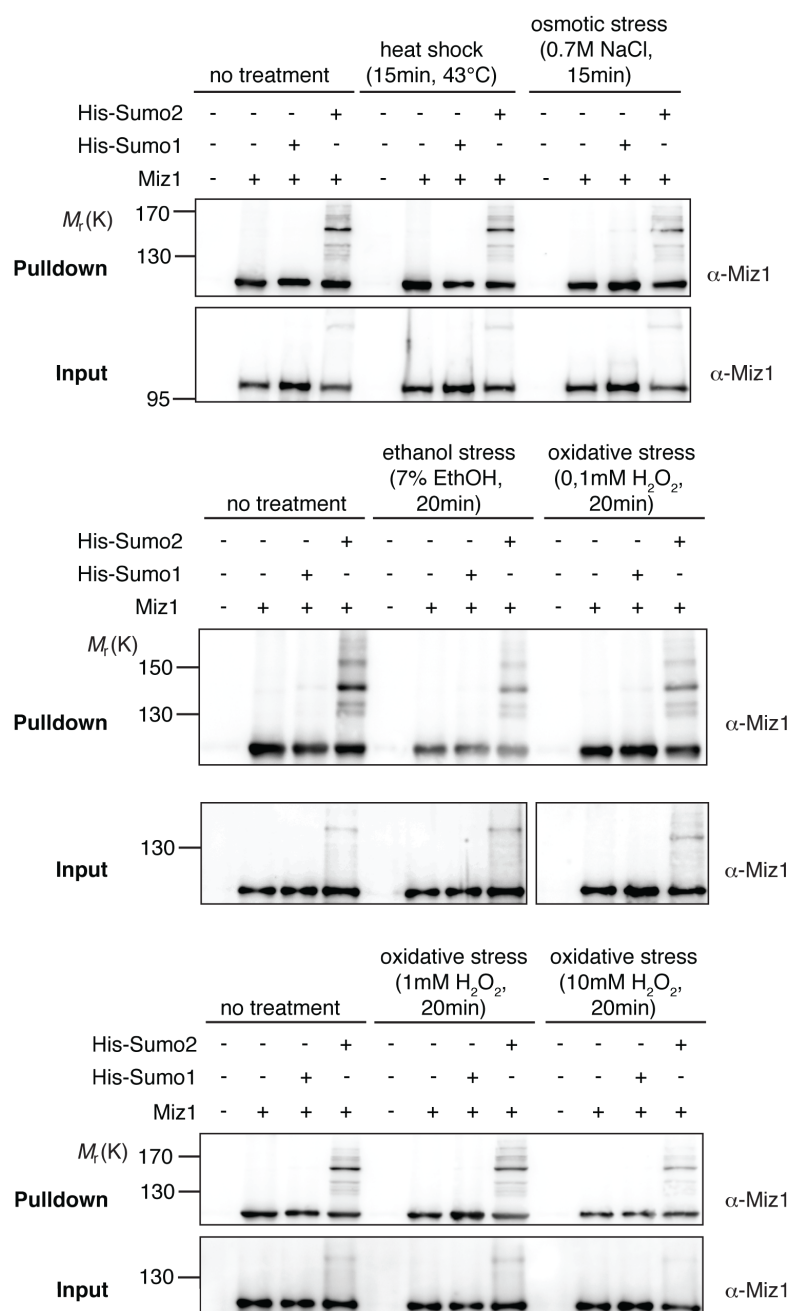 osmotic stress
heat shock (0.7M NaCl,
no treatment (15min, 43°C) 15min)
His-Sumo2 - - - + - - - + - - - +
His-Sumo1 - - + - - - + - - - + -
Miz1 - + + + - + + + - + + +
Mr(K) 170
130
Pulldown α-Miz1
Input α-Miz1
95
ethanol stress oxidative stress
(7% EthOH, (0,1mM H₂O₂,
no treatment 20min) 20min)
His-Sumo2 - - - + - - - + - - - +
His-Sumo1 - - + - - - + - - - + -
Miz1 - + + + - + + + - + + +
Mr(K)
150
130
Pulldown α-Miz1
130
Input α-Miz1
oxidative stress oxidative stress
(1mM H₂O₂, (10mM H₂O₂,
no treatment 20min) 20min)
His-Sumo2 - - - + - - - + - - - +
His-Sumo1 - - + - - - + - - - + -
Miz1 - + + + - + + + - + + +
Mr(K) 170
130
Pulldown α-Miz1
130
Input α-Miz1